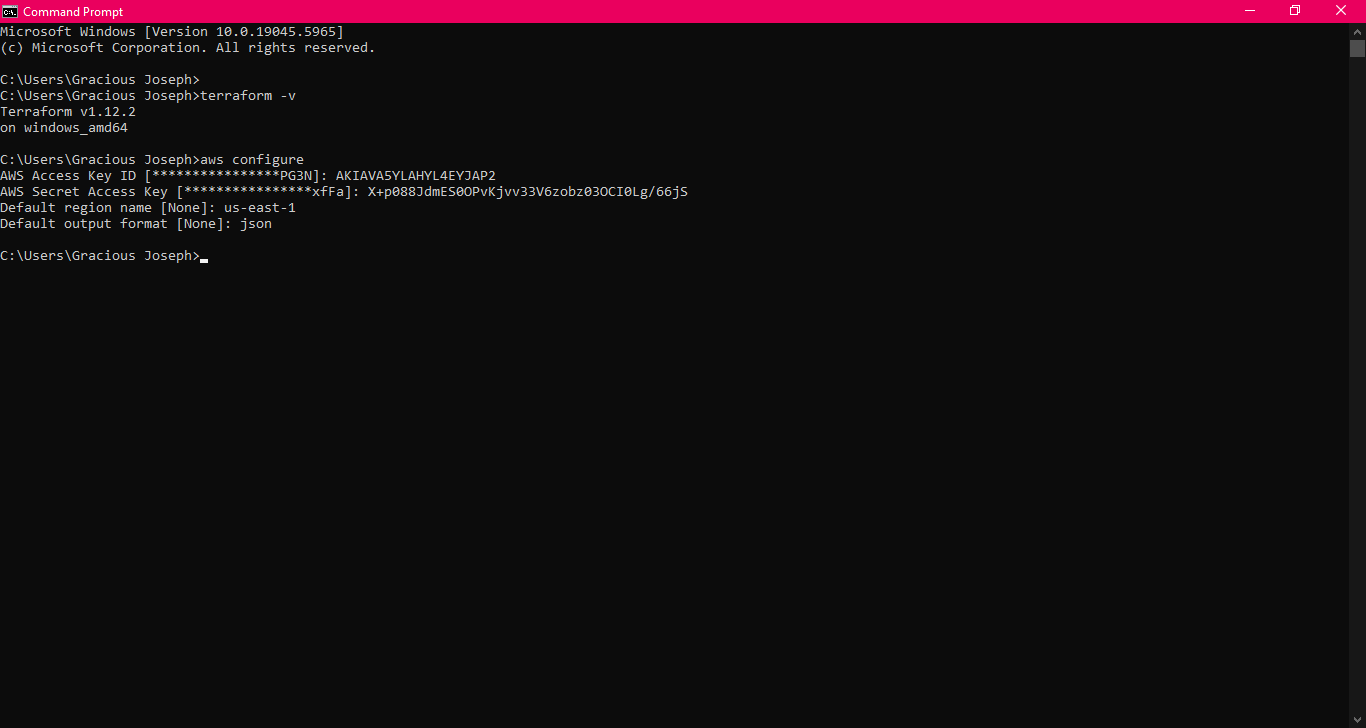 Command Prompt
Microsoft Windows [Version 10.0.19045.5965]
(c) Microsoft Corporation. All rights reserved.
C:\Users\Gracious Joseph>
C:\Users\Gracious Joseph>terraform -v
Terraform v1.12.2
on windows_amd64
C:\Users\Gracious Joseph>aws configure
AWS Access Key ID [****************PG3N]: AKIAVA5YLAHYL4EYJAP2
AWS Secret Access Key [****************xfFa]: 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
Default region name [None]: us-east-1
Default output format [None]: json
C:\Users\Gracious Joseph>